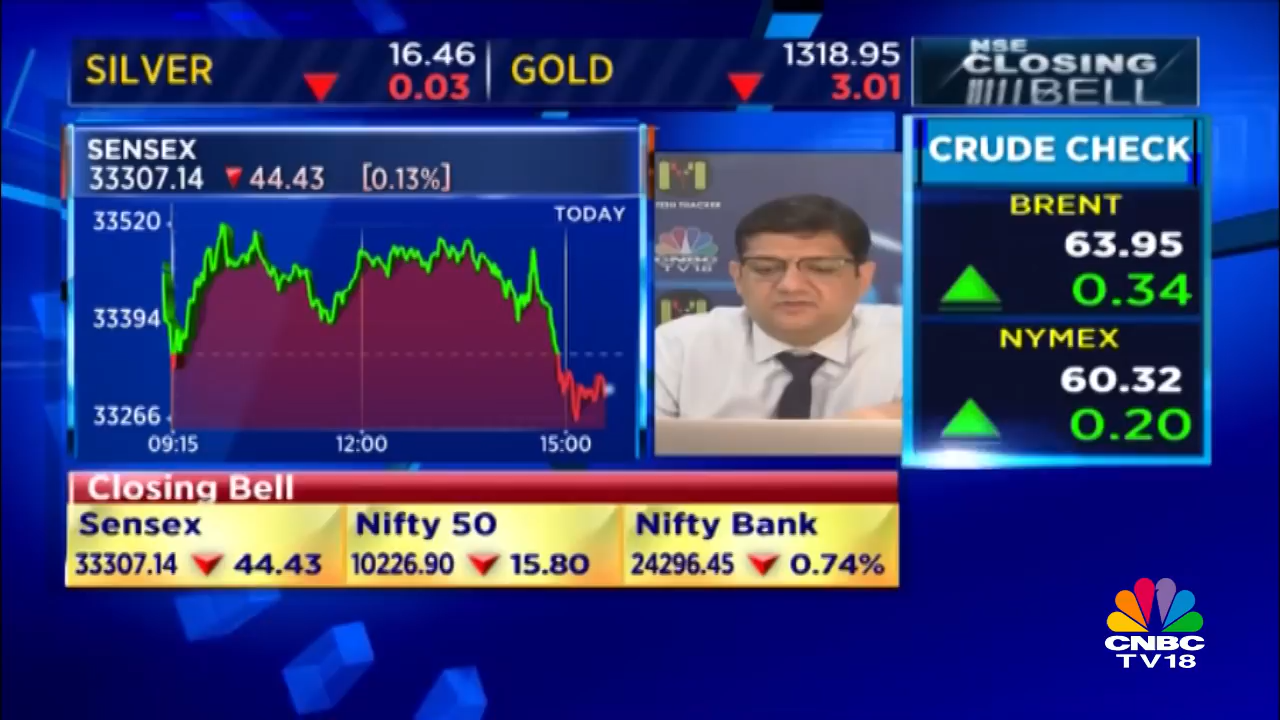 SILVER
16.46
0.03
GOLD
1318.95
3.01
NSE
CLOSING
BELL
SENSEX
33307.14 44.43 [0.13%]
TODAY
33520
33394
33266
09:15 12:00 15:00
CNBC
TV18
CRUDE CHECK
BRENT
63.95
0.34
NYMEX
60.32
0.20
Closing Bell
Sensex
33307.14 44.43
Nifty 50
10226.90 15.80
Nifty Bank
24296.45 0.74%
CNBC
TV18